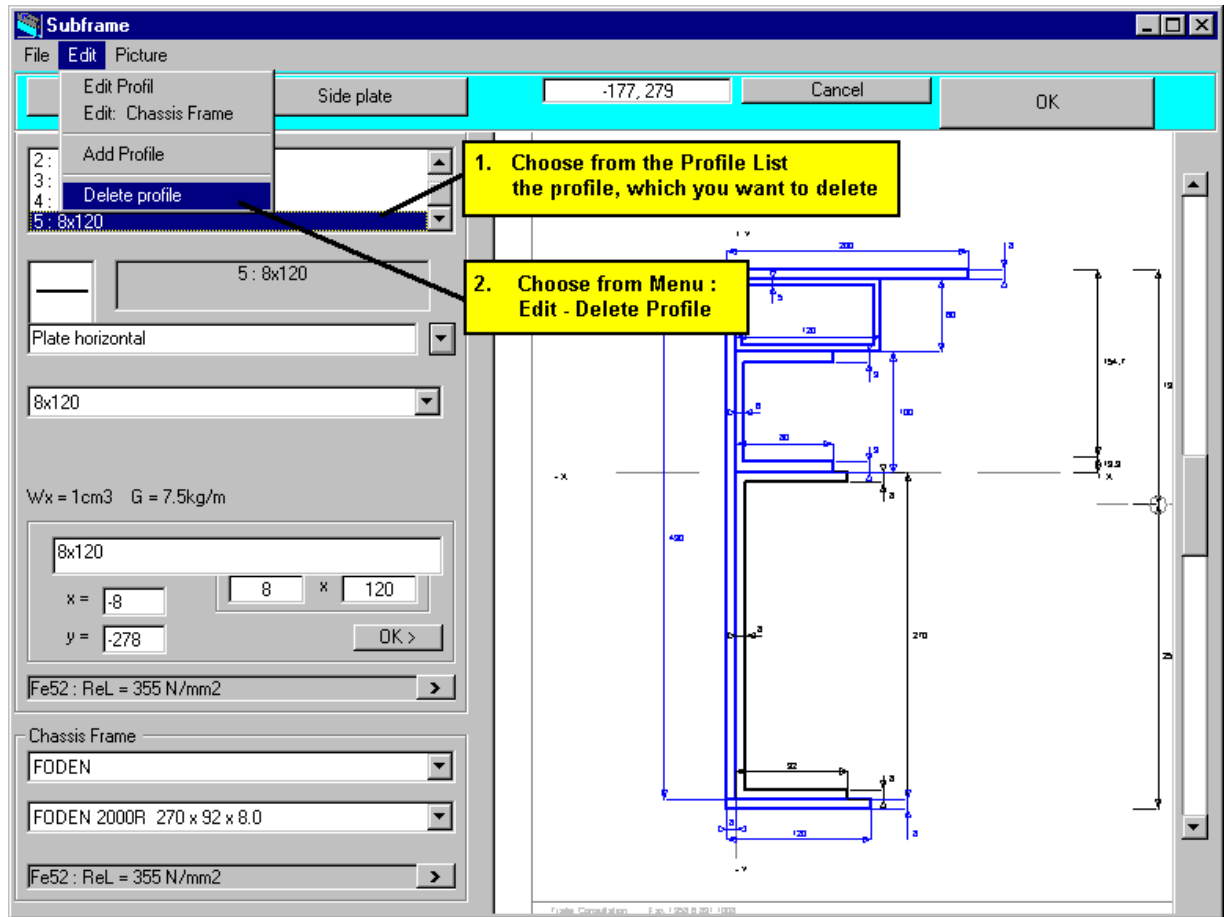 Subframe
File Edit Picture
Edit Profil
Edit: Chassis Frame
Add Profile
Delete profile
Side plate
-177, 279
Cancel
OK
2 :
3 :
4 :
5 : 8x120
1. Choose from the Profile List
the profile, which you want to delete
5 : 8x120
2. Choose from Menu :
Edit - Delete Profile
Plate horizontal
8x120
Wx = 1cm3 G = 7.5kg/m
8x120
8 x 120
x = -8
y = -278
OK >
Fe52 : ReL = 355 N/mm2 >
Chassis Frame
FODEN
FODEN 2000R 270 x 92 x 8.0
Fe52 : ReL = 355 N/mm2 >
200
120
- X
270
92
120
- Y